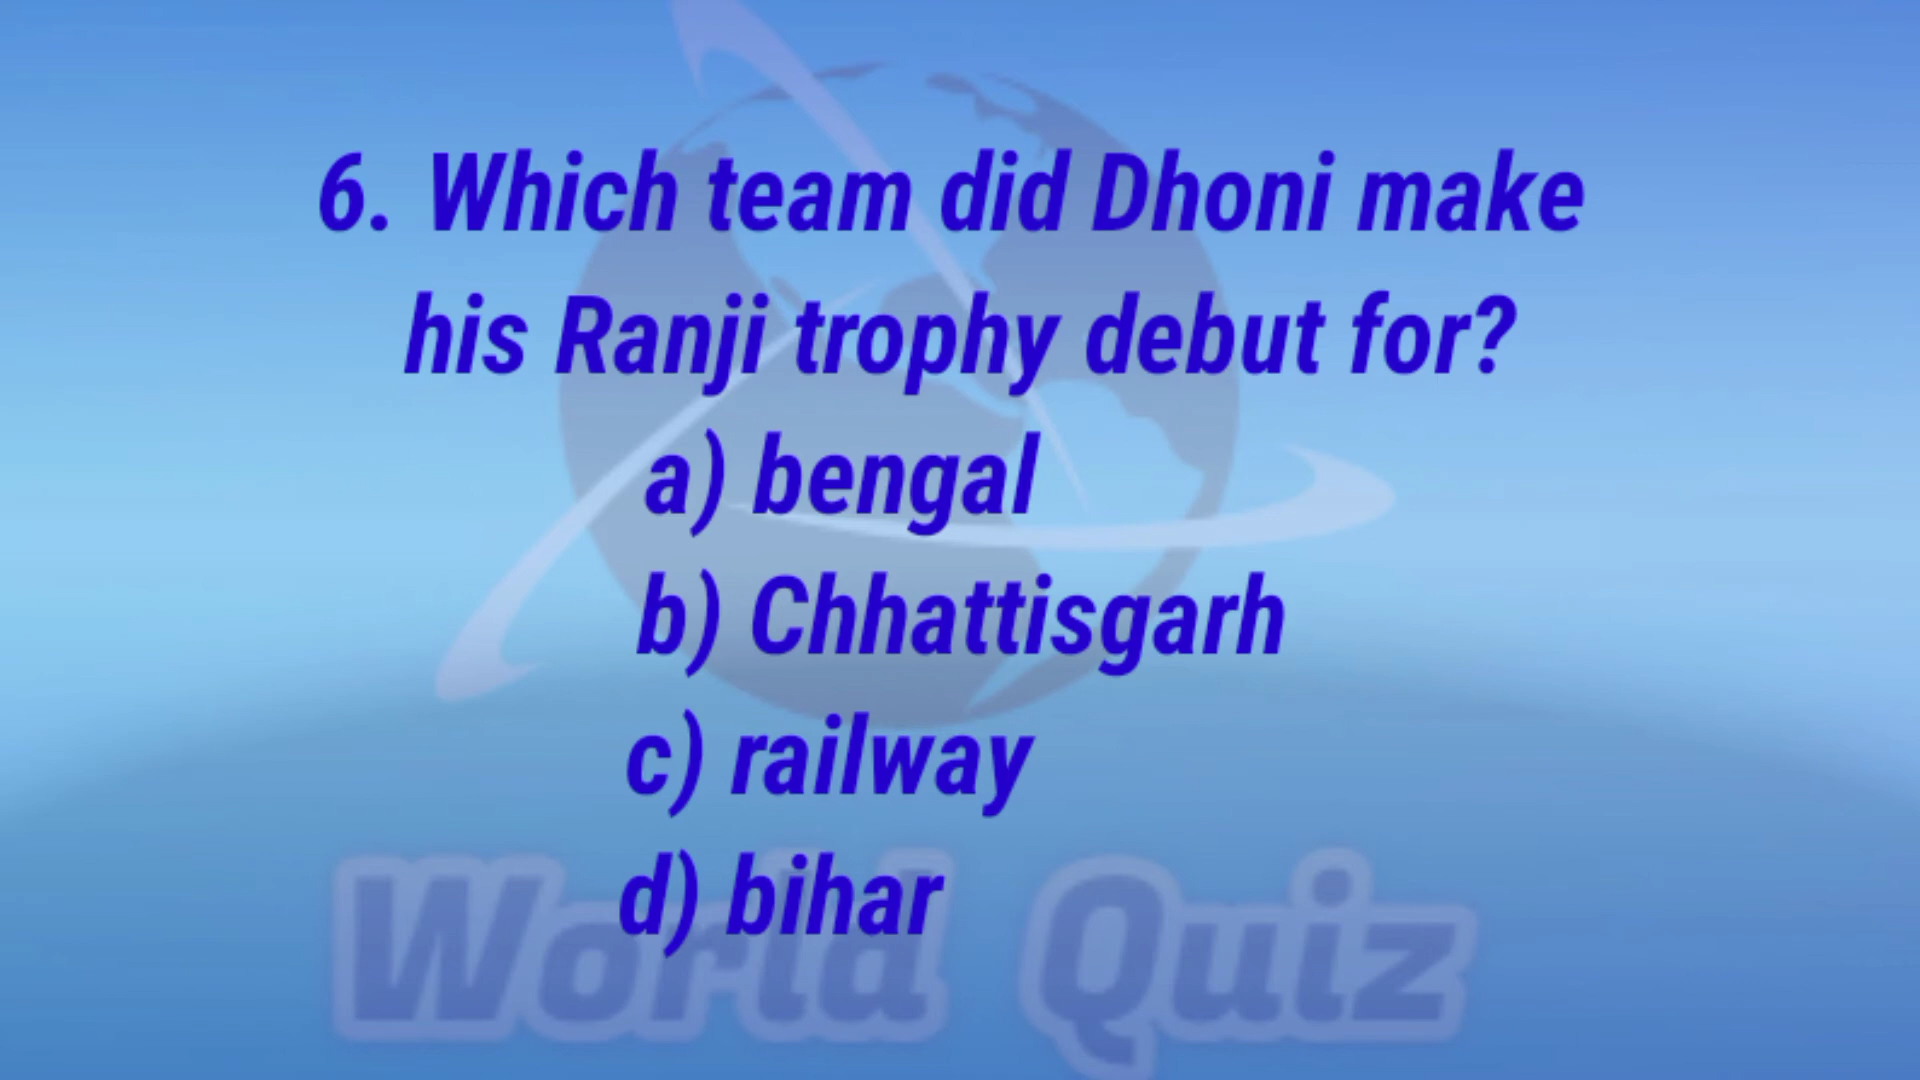 6. Which team did Dhoni make
his Ranji trophy debut for?
a) bengal
b) Chhattisgarh
c) railway
d) bihar
World Quiz